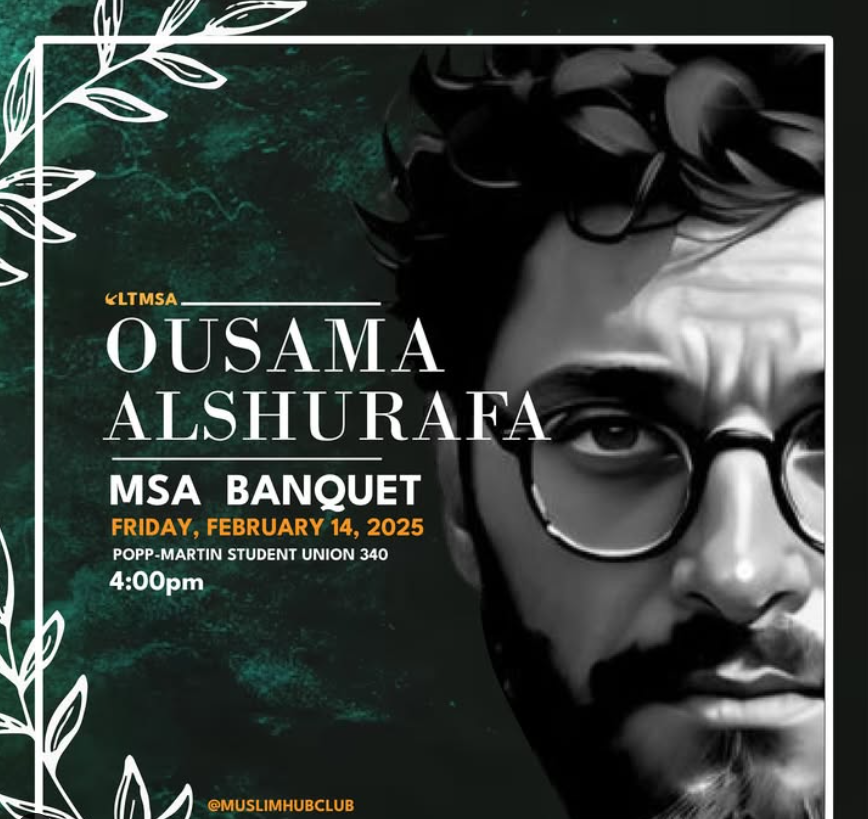 LTMSA
OUSAMA
ALSHURAFA
MSA BANQUET
FRIDAY, FEBRUARY 14, 2025
POPP-MARTIN STUDENT UNION 340
4:00pm
@MUSLIMHUBCLUB